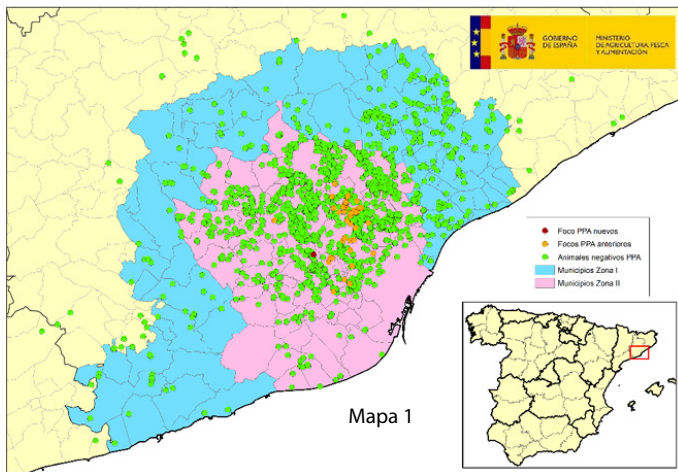 GOBIERNO
DE ESPAÑA
MINISTERIO
DE AGRICULTURA, PESCA
Y ALIMENTACIÓN
Foco PPA nuevos
Focos PPA anteriores
Animales negativos PPA
Municipios Zona I
Municipios Zona II
Mapa 1